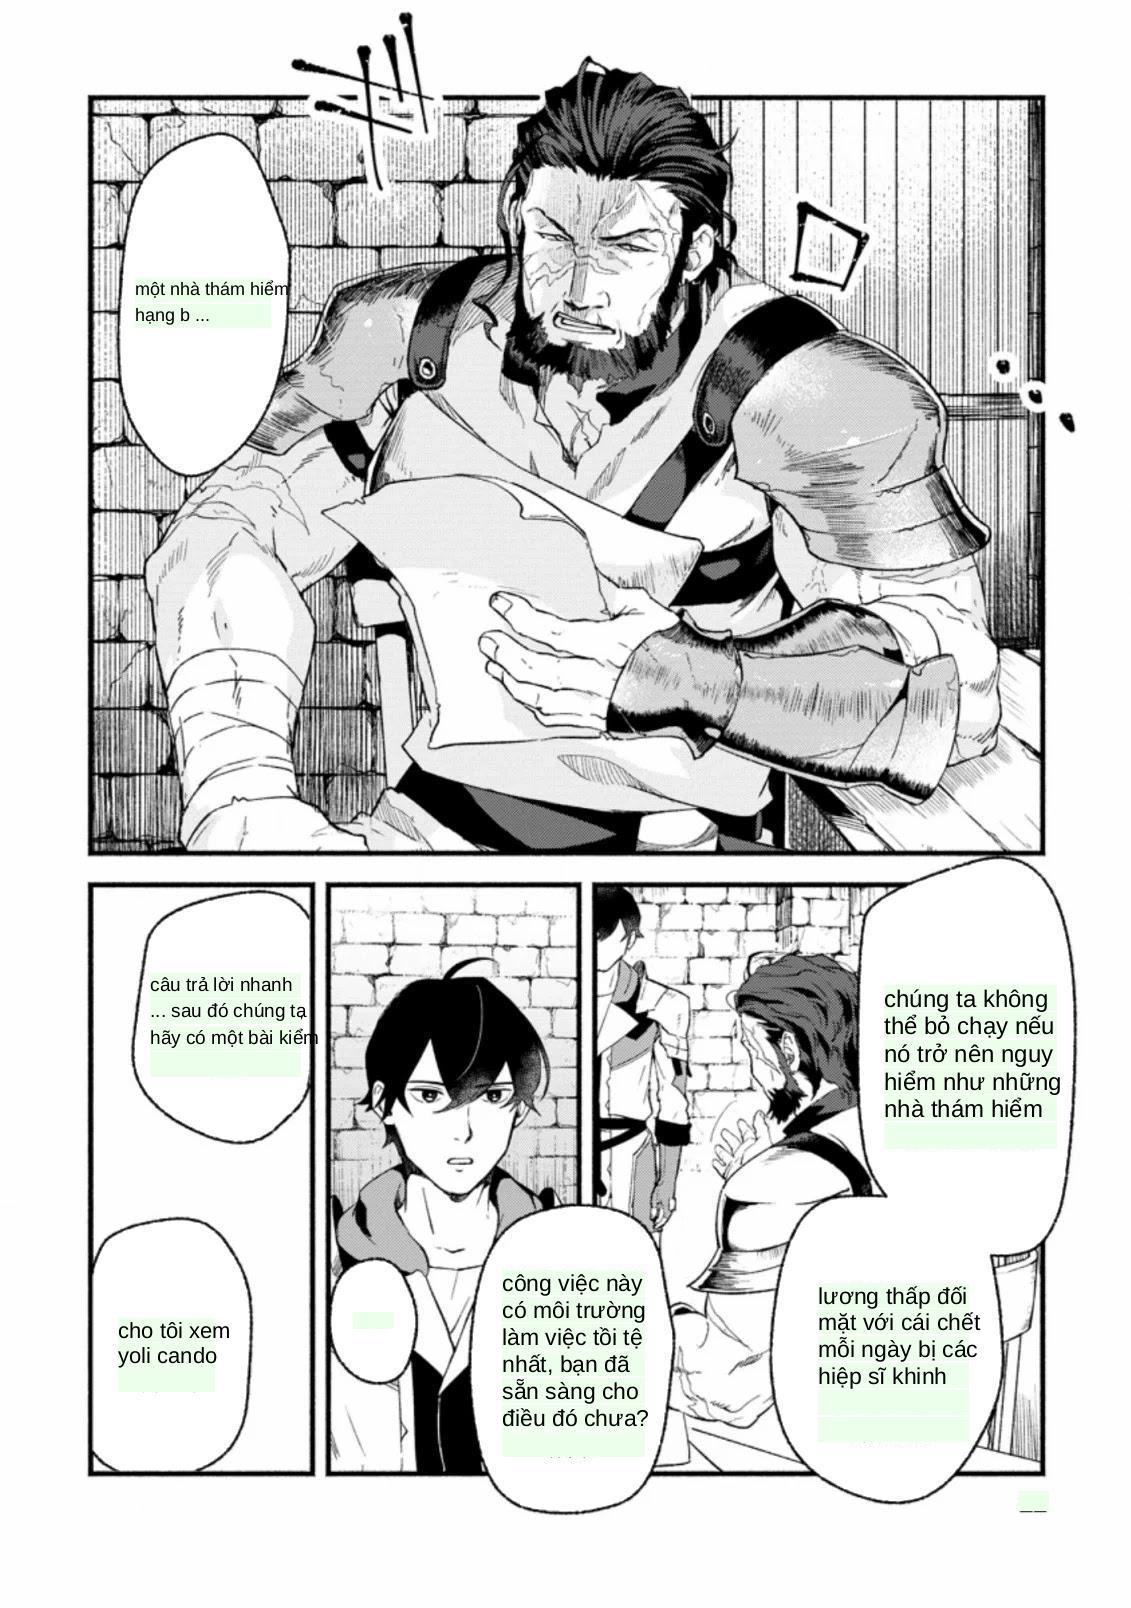 ギロ
một nhà thám hiểm
hạng b ...
chúng ta không
thể bỏ chạy nếu
nó trở nên nguy
hiểm như những
nhà thám hiểm
lương thấp đối
mặt với cái chết
mỗi ngày bị các
hiệp sĩ khinh
công việc này
có môi trường
làm việc tồi tệ
nhất, bạn đã
sẵn sàng cho
điều đó chưa?
câu trả lời nhanh
... sau đó chúng tạ
hãy có một bài kiểm
cho tôi xem
yoli cando